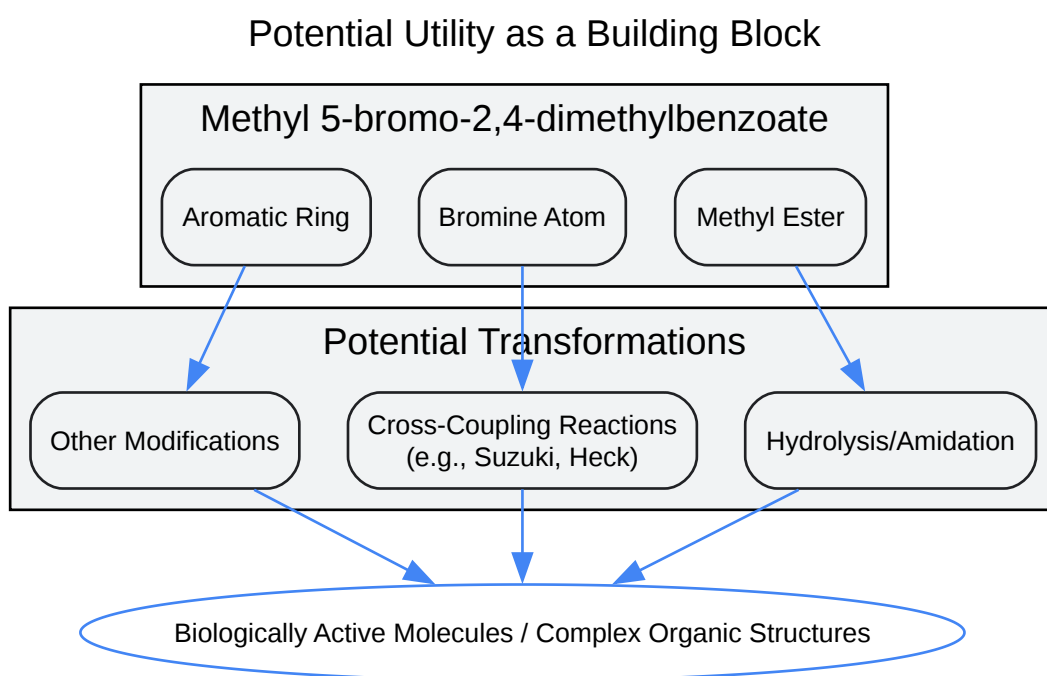 Potential Utility as a Building Block
Methyl 5-bromo-2,4-dimethylbenzoate
Aromatic Ring
Bromine Atom
Methyl Ester
Potential Transformations
Other Modifications
Cross-Coupling Reactions
(e.g., Suzuki, Heck)
Hydrolysis/Amidation
Biologically Active Molecules / Complex Organic Structures